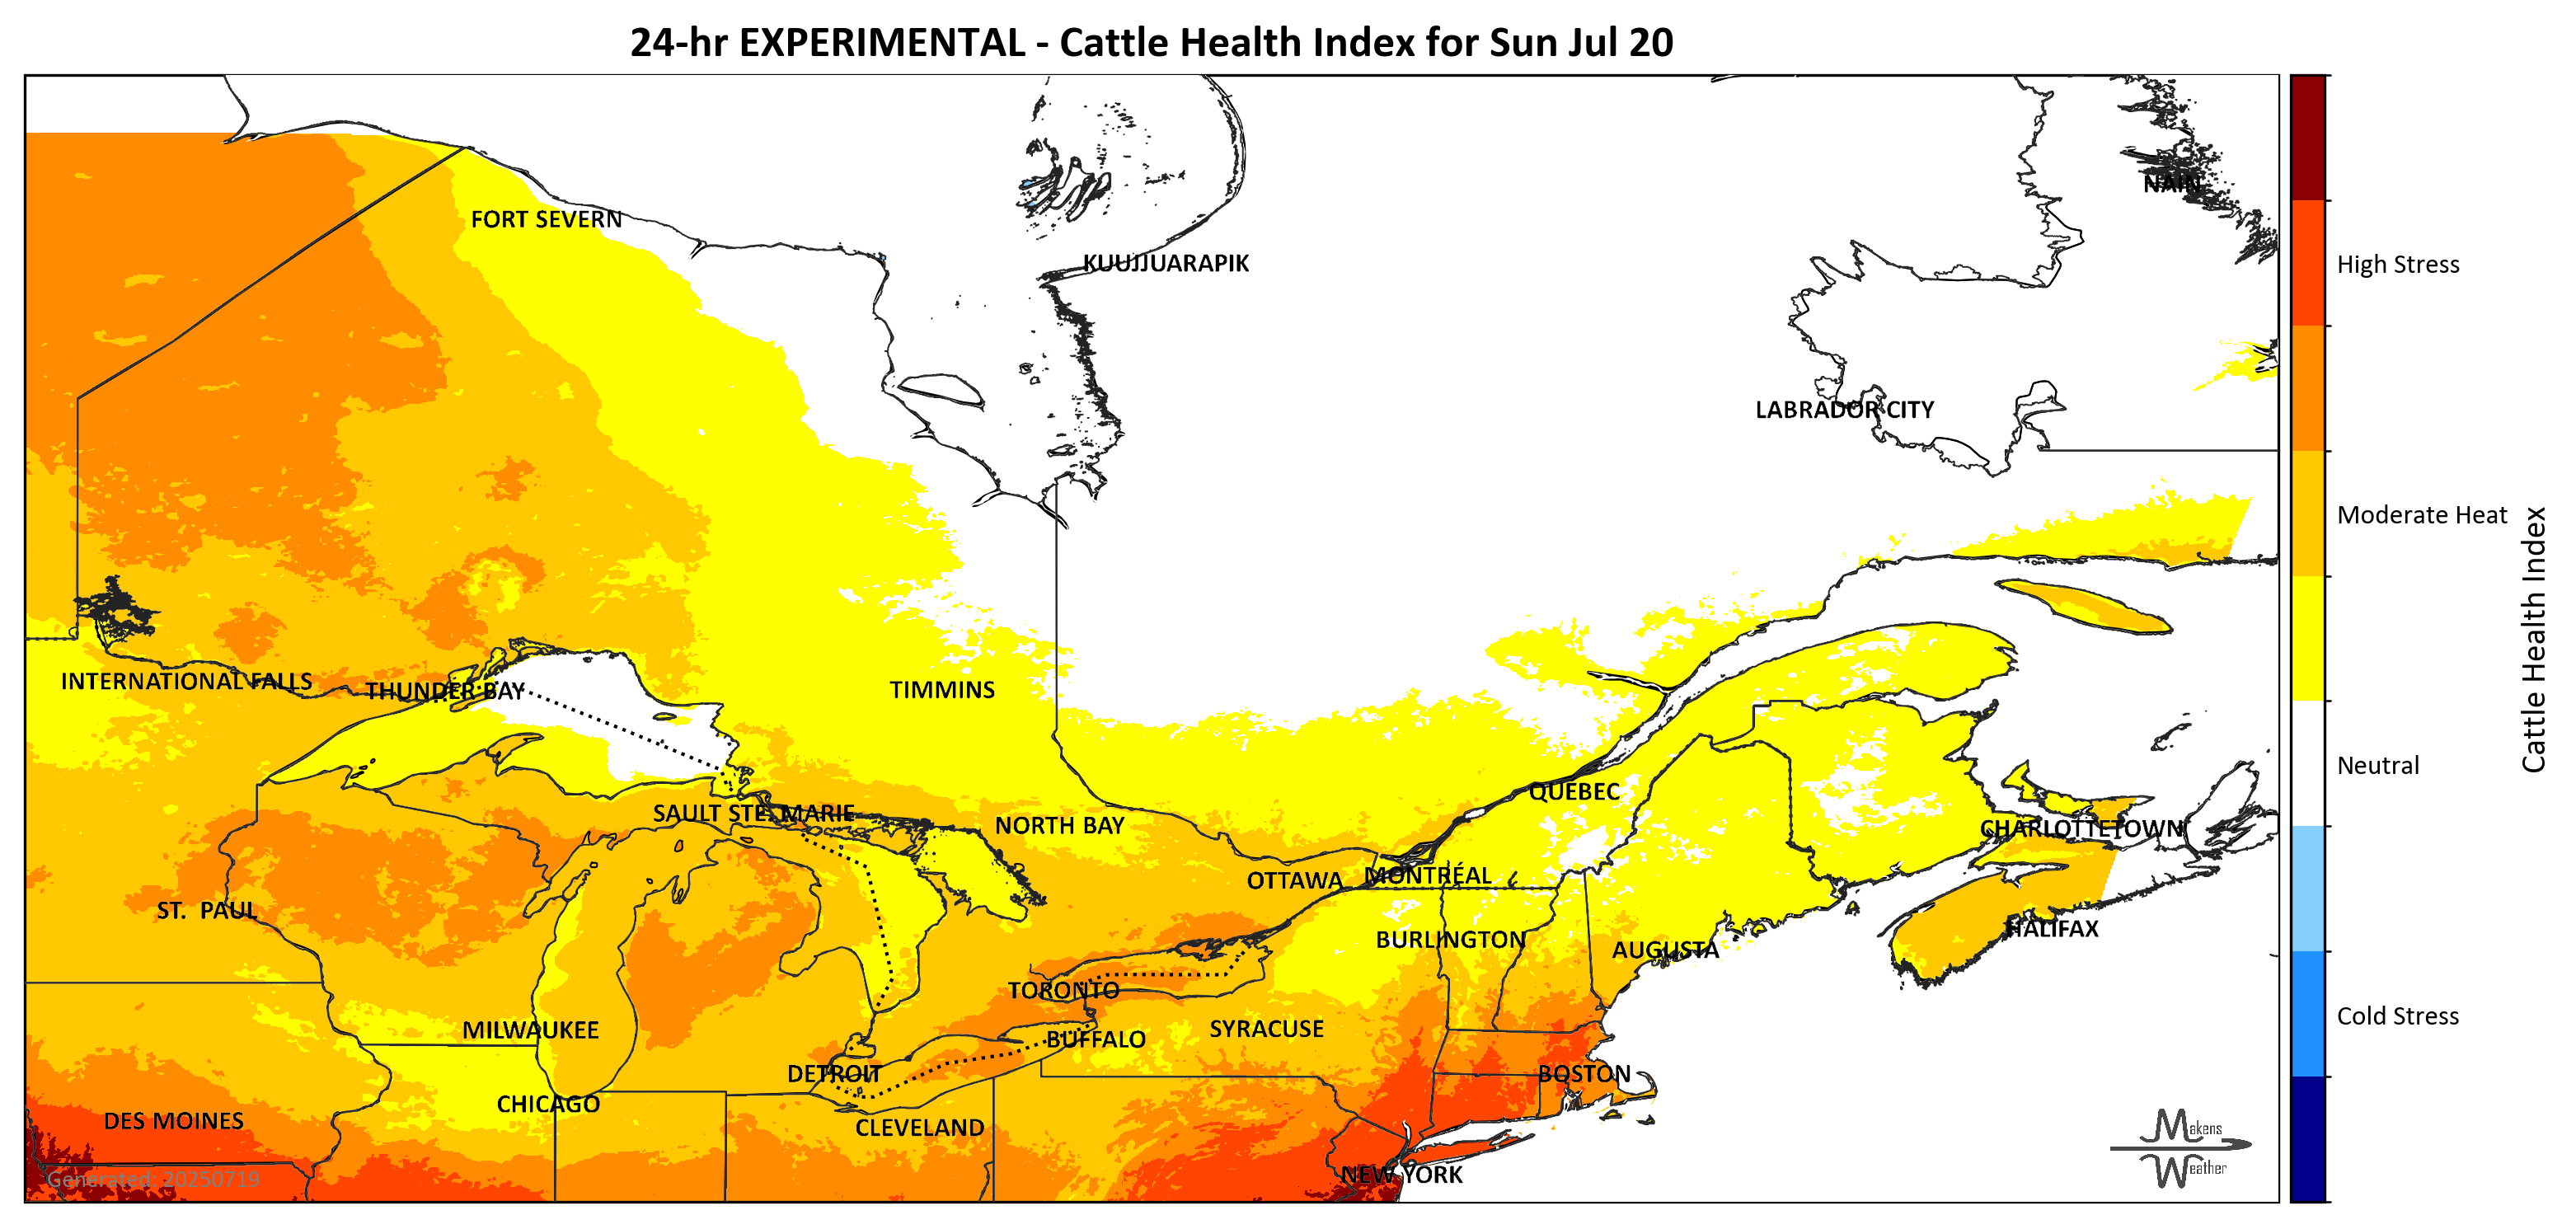 24-hr EXPERIMENTAL - Cattle Health Index for Sun Jul 20
NAIN
FORT SEVERN
KUUJJUARAPIK
High Stress
LABRADOR CITY
Moderate Heat
Cattle Health Index
INTERNATIONAL FALLS
THUNDER BAY
TIMMINS
Neutral
QUEBEC
SAULT STE. MARIE
NORTH BAY
CHARLOTTETOWN
OTTAWA
MONTRÉAL
ST. PAUL
HALIFAX
BURLINGTON
AUGUSTA
TORONTO
Cold Stress
MILWAUKEE
SYRACUSE
BUFFALO
DETROIT
BOSTON
CHICAGO
DES MOINES
CLEVELAND
Makens
Weather
NEW YORK
Generated: 20250719